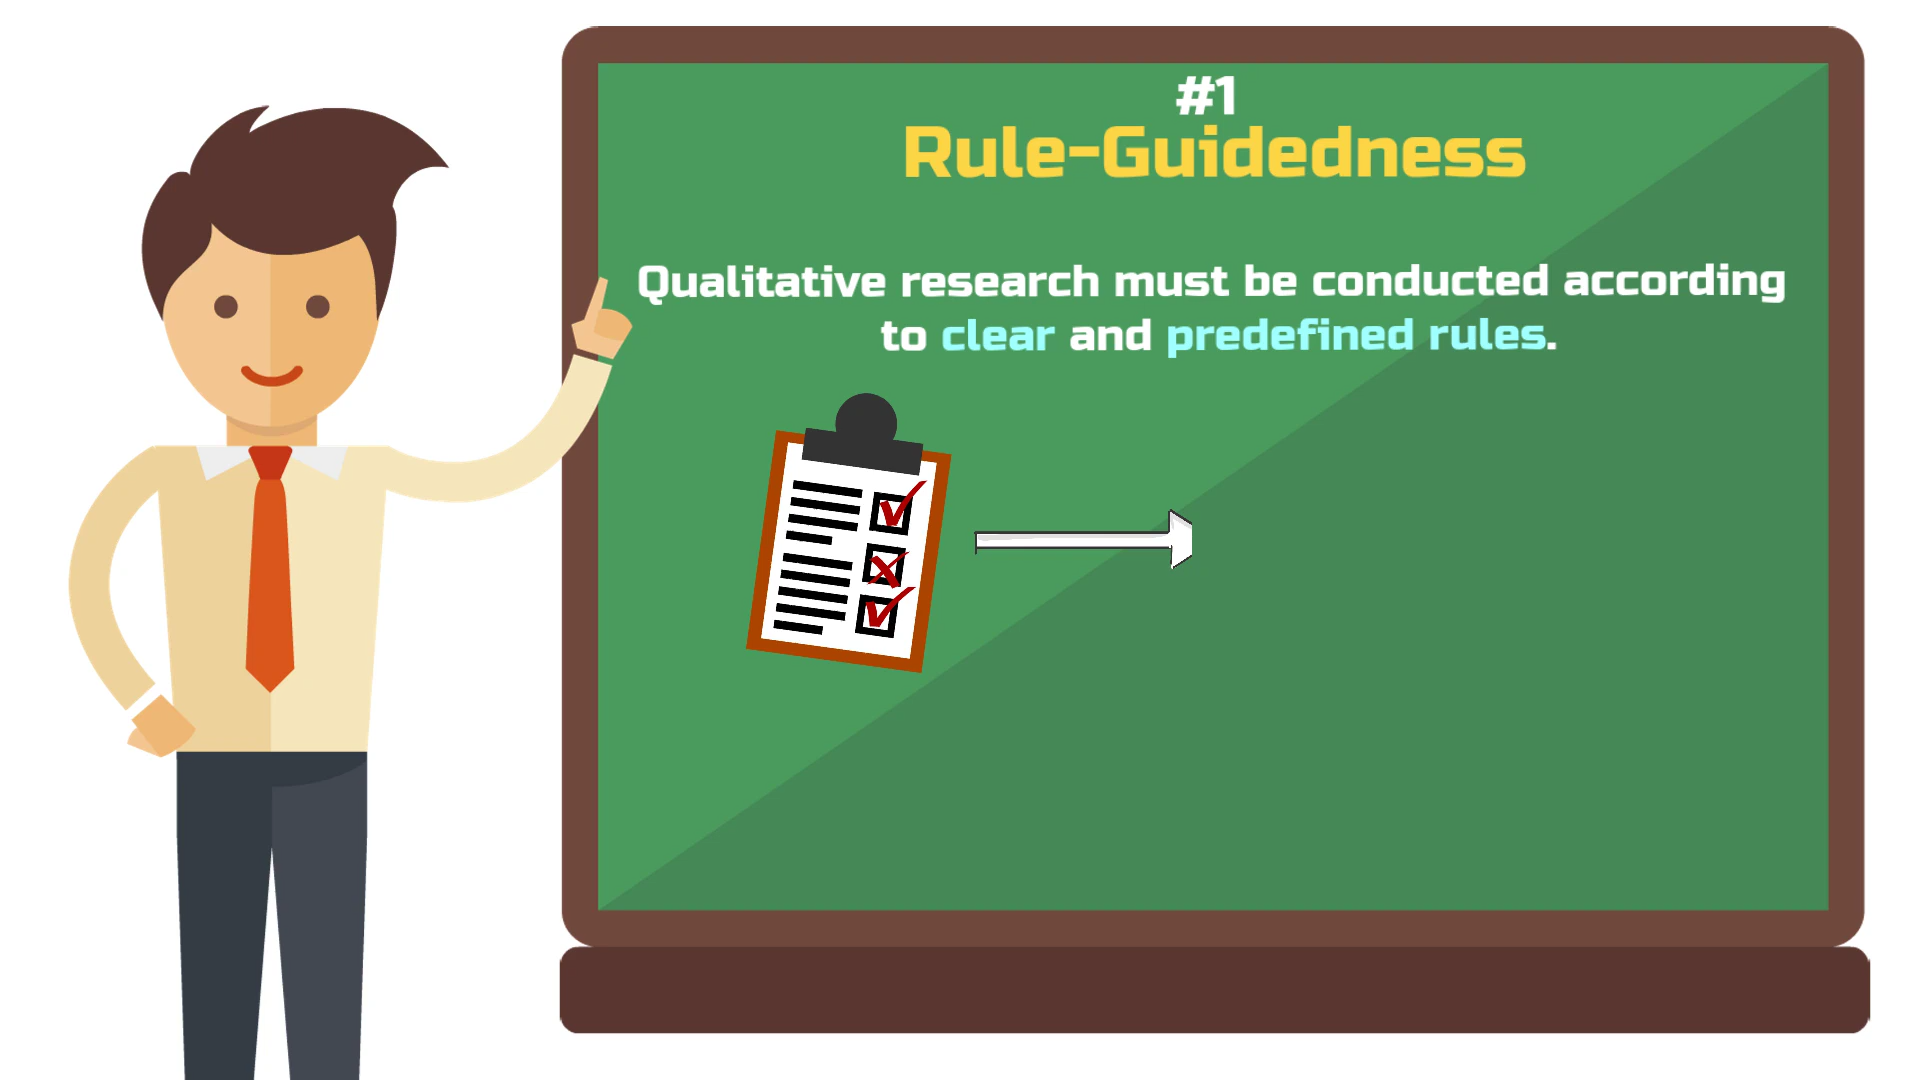 #1
Rule-Guidedness
Qualitative research must be conducted according
to clear and predefined rules.